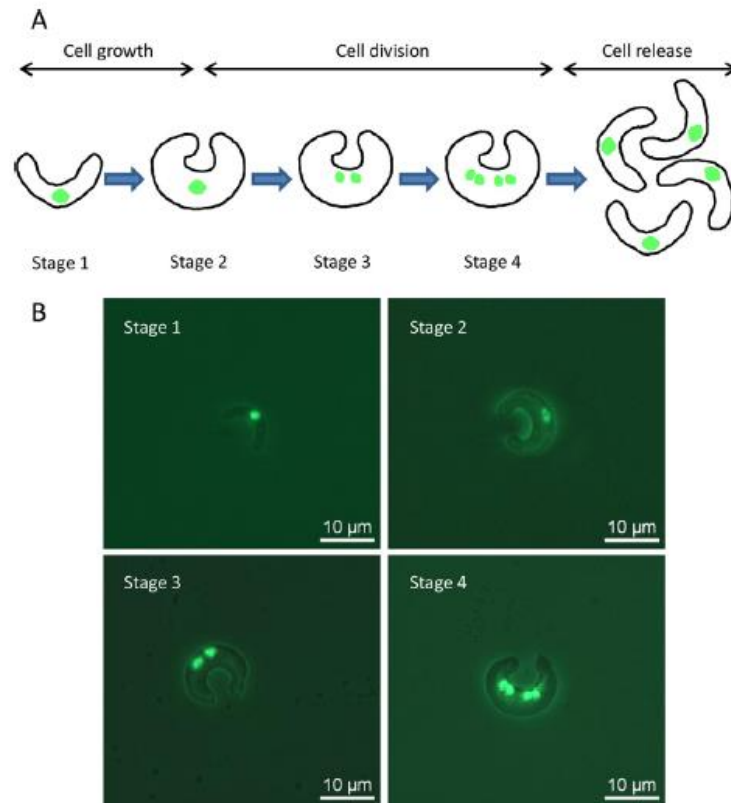 A
Cell growth Cell division Cell release
Stage 1 Stage 2 Stage 3 Stage 4
B
Stage 1 Stage 2
10 µm 10 µm
Stage 3 Stage 4
10 µm 10 µm